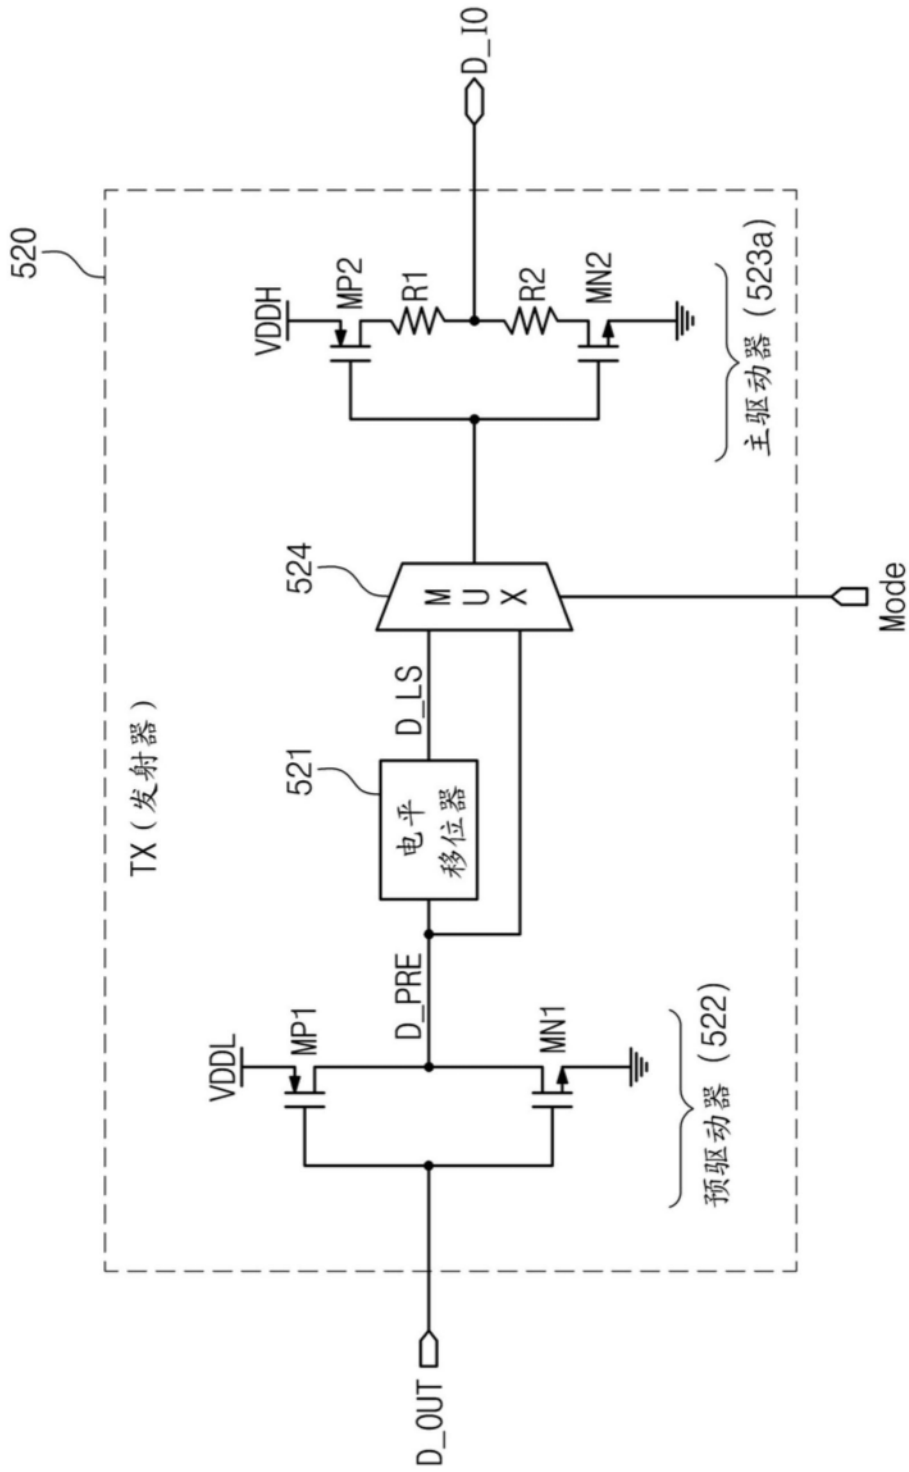 520
TX(发射器)
VDDL
MP1
D_PRE
MN1
D_OUT
预驱动器 (522)
521
电平
移位器
D_LS
524
MUX
Mode
VDDH
MP2
R1
R2
MN2
主驱动器 (523a)
D_IO